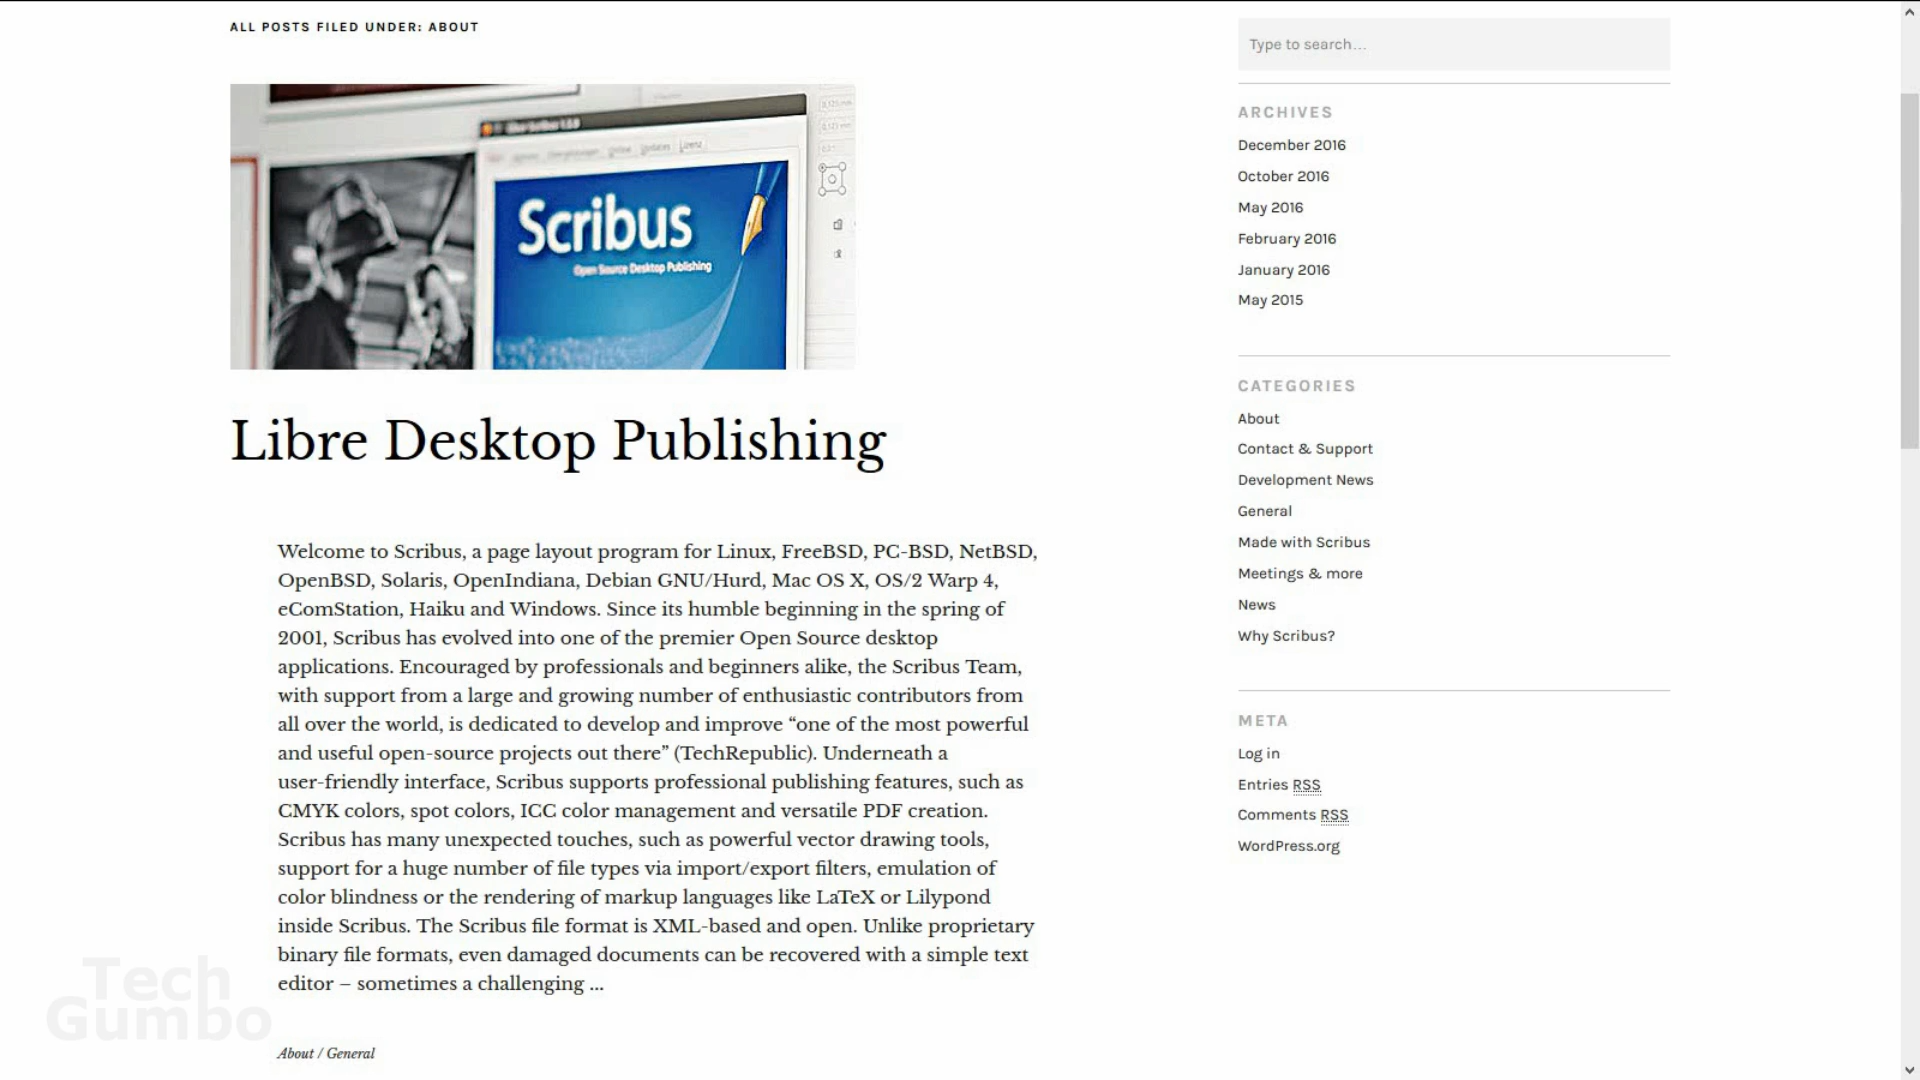 ALL POSTS FILED UNDER: ABOUT
Scribus
Open Source Desktop Publishing
Libre Desktop Publishing
Welcome to Scribus, a page layout program for Linux, FreeBSD, PC-BSD, NetBSD,
OpenBSD, Solaris, OpenIndiana, Debian GNU/Hurd, Mac OS X, OS/2 Warp 4,
eComStation, Haiku and Windows. Since its humble beginning in the spring of
2001, Scribus has evolved into one of the premier Open Source desktop
applications. Encouraged by professionals and beginners alike, the Scribus Team,
with support from a large and growing number of enthusiastic contributors from
all over the world, is dedicated to develop and improve “one of the most powerful
and useful open-source projects out there” (TechRepublic). Underneath a
user-friendly interface, Scribus supports professional publishing features, such as
CMYK colors, spot colors, ICC color management and versatile PDF creation.
Scribus has many unexpected touches, such as powerful vector drawing tools,
support for a huge number of file types via import/export filters, emulation of
color blindness or the rendering of markup languages like LaTeX or Lilypond
inside Scribus. The Scribus file format is XML-based and open. Unlike proprietary
binary file formats, even damaged documents can be recovered with a simple text
editor – sometimes a challenging ...
About / General
Type to search...
ARCHIVES
December 2016
October 2016
May 2016
February 2016
January 2016
May 2015
CATEGORIES
About
Contact & Support
Development News
General
Made with Scribus
Meetings & more
News
Why Scribus?
META
Log in
Entries RSS
Comments RSS
WordPress.org
Tech
Gumbo